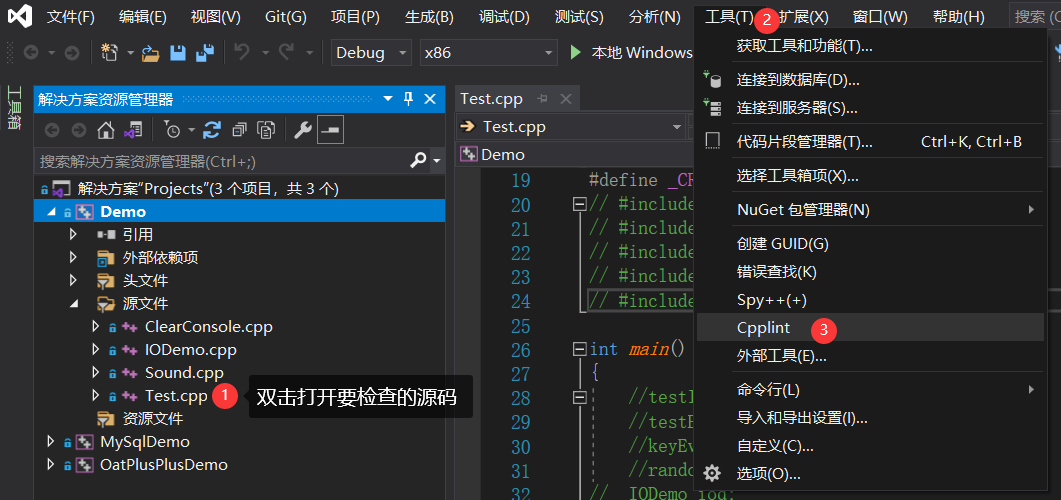 文件(F) 编辑(E) 视图(V) Git(G) 项目(P) 生成(B) 调试(D) 测试(S) 分析(N) 工具(T) 2 扩展(X) 窗口(W) 帮助(H) 搜索 (C
Debug x86 本地 Windows
工具箱
解决方案资源管理器
搜索解决方案资源管理器(Ctrl+;)
解决方案"Projects"(3 个项目，共 3 个)
Demo
引用
外部依赖项
头文件
源文件
ClearConsole.cpp
IODemo.cpp
Sound.cpp
Test.cpp 1 双击打开要检查的源码
资源文件
MySqlDemo
OatPlusPlusDemo
Test.cpp
Test.cpp
Demo
19 #define _CR
20 // #include
21 // #include
22 // #include
23 // #include
24 // #include
25
26 int main()
27 {
28 //test
29 //test
30 //keyEv
31 //rando
32 // IODemo iod;
获取工具和功能(T)...
连接到数据库(D)...
连接到服务器(S)...
代码片段管理器(T)... Ctrl+K, Ctrl+B
选择工具箱项(X)...
NuGet 包管理器(N)
创建 GUID(G)
错误查找(K)
Spy++(+)
Cpplint 3
外部工具(E)...
命令行(L)
导入和导出设置(I)...
自定义(C)...
选项(O)...